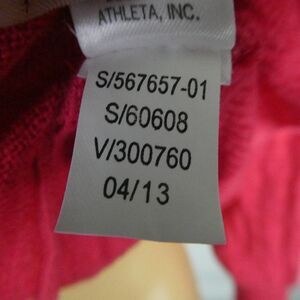 ATHLETA, INC.
S/567657-01
S/60608
V/300760
04/13